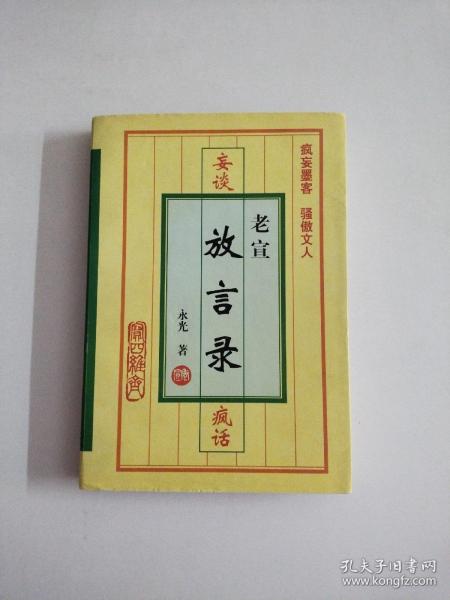 疯妄墨客 骚傲文人
妄谈
老宣
放言录
永光 著
疯话
孔夫子旧书网
www.kongfz.com